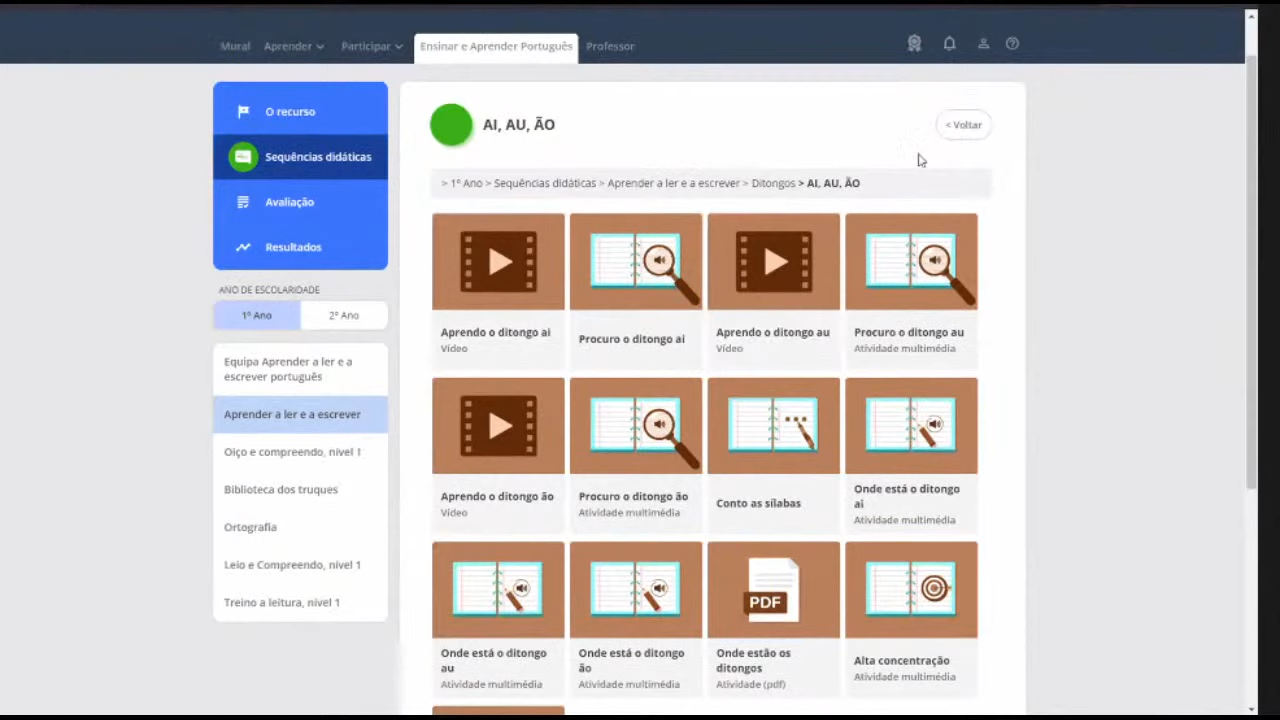 Mural Aprender Participar Ensinar e Aprender Português Professor
O recurso
Sequências didáticas
Avaliação
Resultados
ANO DE ESCOLARIDADE
1º Ano 2º Ano
Equipa Aprender a ler e a
escrever português
Aprender a ler e a escrever
Oiço e compreendo, nível 1
Biblioteca dos truques
Ortografia
Leio e Compreendo, nível 1
Treino a leitura, nível 1
AI, AU, ÃO
< Voltar
> 1º Ano > Sequências didáticas > Aprender a ler e a escrever > Ditongos > AI, AU, ÃO
Aprendo o ditongo ai
Vídeo
Procuro o ditongo ai
Aprendo o ditongo au
Vídeo
Procuro o ditongo au
Atividade multimédia
Aprendo o ditongo ão
Vídeo
Procuro o ditongo ão
Atividade multimédia
Conto as sílabas
Onde está o ditongo
ai
Atividade multimédia
Onde está o ditongo
au
Atividade multimédia
Onde está o ditongo
ão
Atividade multimédia
PDF
Onde estão os
ditongos
Atividade (pdf)
Alta concentração
Atividade multimédia